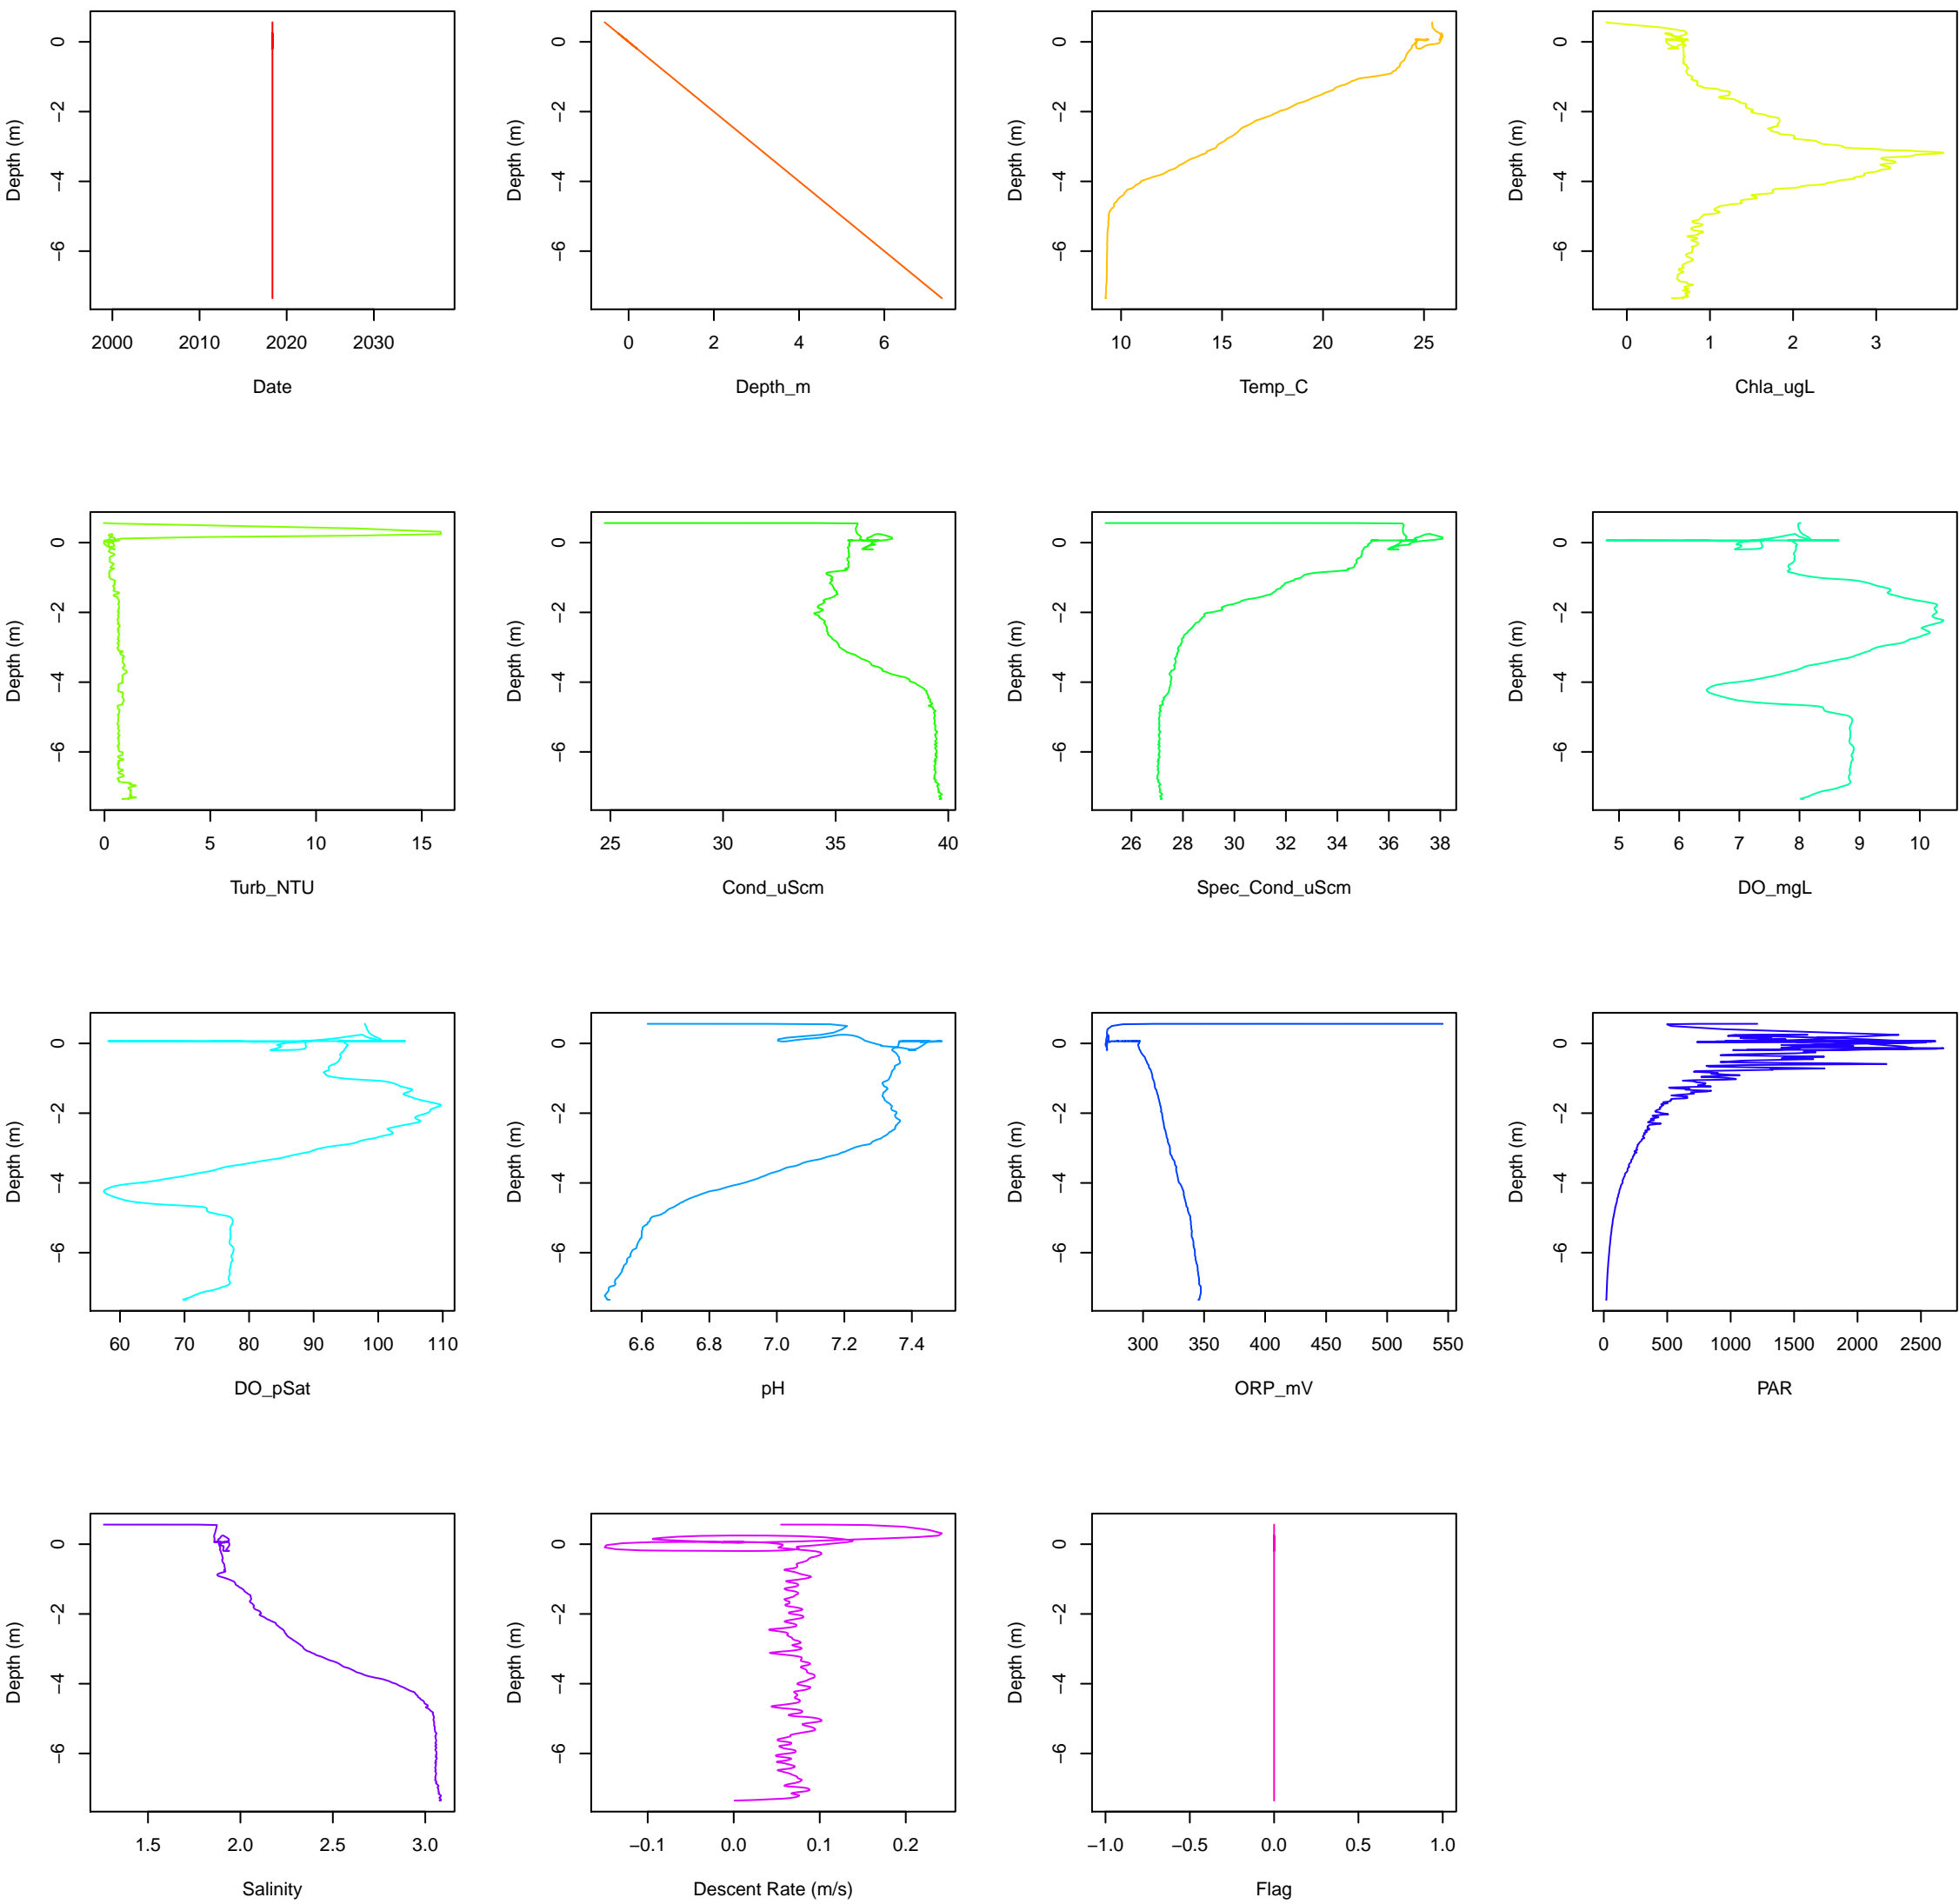 Depth (m)
0
−2
−4
−6
2000 2010 2020 2030
Date
Depth (m)
0
−2
−4
−6
0 2 4 6
Depth_m
Depth (m)
0
−2
−4
−6
10 15 20 25
Temp_C
Depth (m)
0
−2
−4
−6
0 1 2 3
Chla_ugL
Depth (m)
0
−2
−4
−6
0 5 10 15
Turb_NTU
Depth (m)
0
−2
−4
−6
25 30 35 40
Cond_uScm
Depth (m)
0
−2
−4
−6
26 28 30 32 34 36 38
Spec_Cond_uScm
Depth (m)
0
−2
−4
−6
5 6 7 8 9 10
DO_mgL
Depth (m)
0
−2
−4
−6
60 70 80 90 100 110
DO_pSat
Depth (m)
0
−2
−4
−6
6.6 6.8 7.0 7.2 7.4
pH
Depth (m)
0
−2
−4
−6
300 350 400 450 500 550
ORP_mV
Depth (m)
0
−2
−4
−6
0 500 1000 1500 2000 2500
PAR
Depth (m)
0
−2
−4
−6
1.5 2.0 2.5 3.0
Salinity
Depth (m)
0
−2
−4
−6
−0.1 0.0 0.1 0.2
Descent Rate (m/s)
Depth (m)
0
−2
−4
−6
−1.0 −0.5 0.0 0.5 1.0
Flag